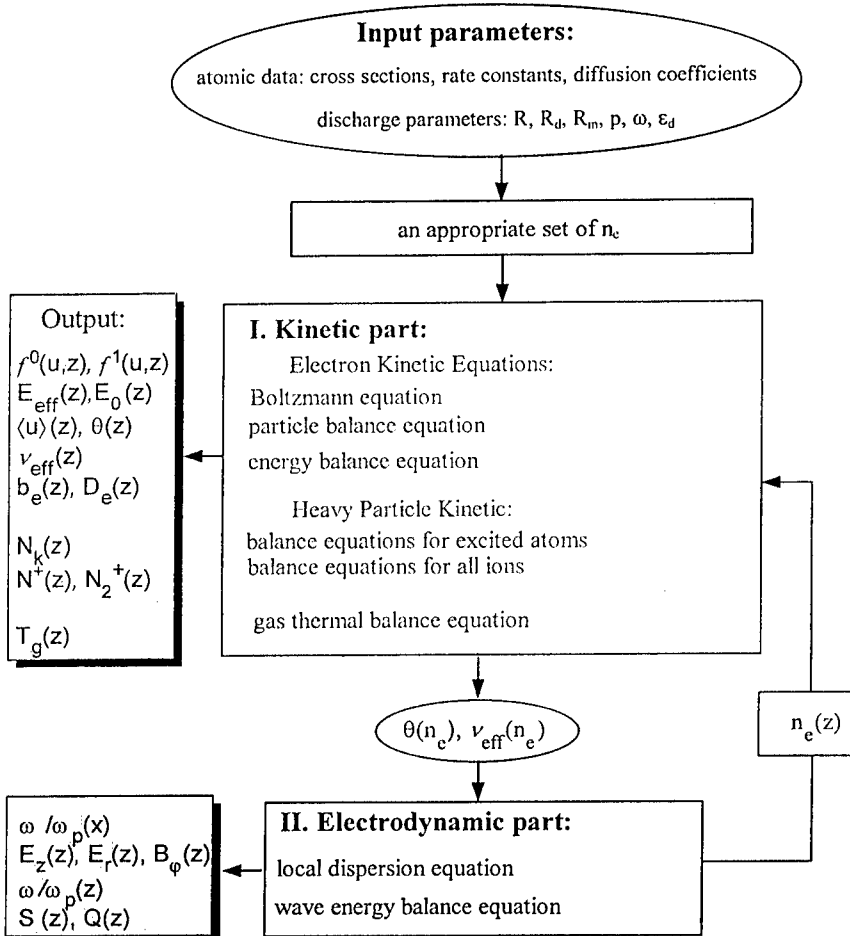 Input parameters:
atomic data: cross sections, rate constants, diffusion coefficients
discharge parameters: R, R_d, R_m, p, ω, ε_d
an appropriate set of n_e
Output:
f^0(u,z), f^1(u,z)
E_eff(z), E_0(z)
⟨u⟩(z), θ(z)
ν_eff(z)
b_e(z), D_e(z)
N_k(z)
N^+(z), N_2^+(z)
T_g(z)
I. Kinetic part:
Electron Kinetic Equations:
Boltzmann equation
particle balance equation
energy balance equation
Heavy Particle Kinetic:
balance equations for excited atoms
balance equations for all ions
gas thermal balance equation
θ(n_e), ν_eff(n_e)
n_e(z)
ω/ω_p(x)
E_z(z), E_r(z), B_φ(z)
ω/ω_p(z)
S(z), Q(z)
II. Electrodynamic part:
local dispersion equation
wave energy balance equation